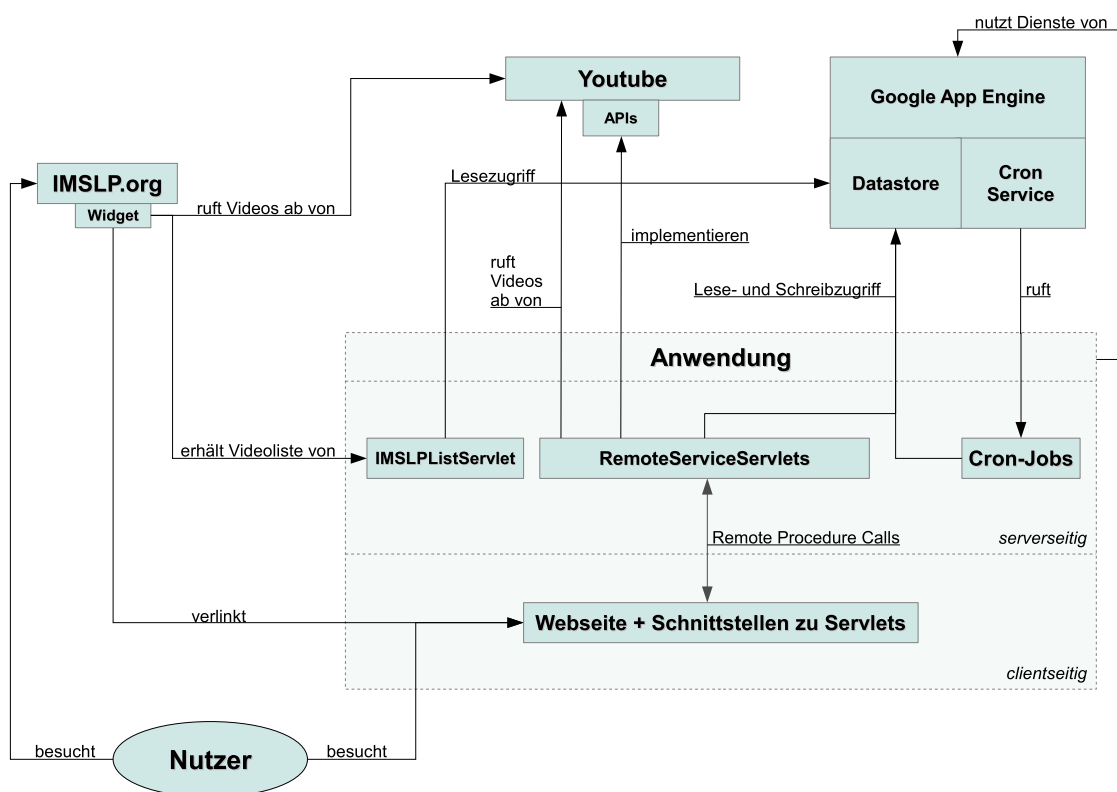 nutzt Dienste von
Youtube
APIs
Google App Engine
Datastore
Cron
Service
IMSLP.org
Widget
ruft Videos ab von
Lesezugriff
implementieren
ruft
Videos
ab von
Lese- und Schreibzugriff
ruft
Anwendung
erhält Videoliste von
IMSLPListServlet
RemoteServiceServlets
Cron-Jobs
Remote Procedure Calls
serverseitig
verlinkt
Webseite + Schnittstellen zu Servlets
clientseitig
besucht
Nutzer
besucht